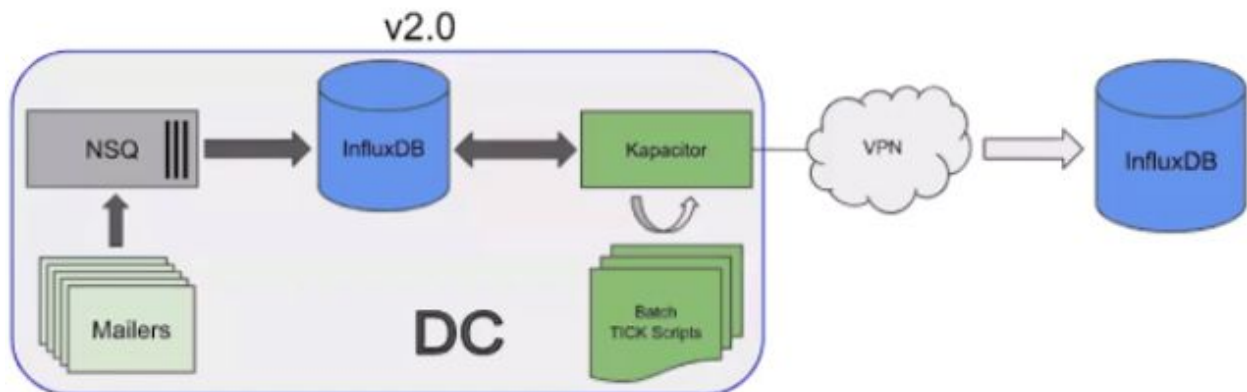 v2.0
NSQ
InfluxDB
Kapacitor
VPN
InfluxDB
Mailers
DC
Batch
TICK Scripts